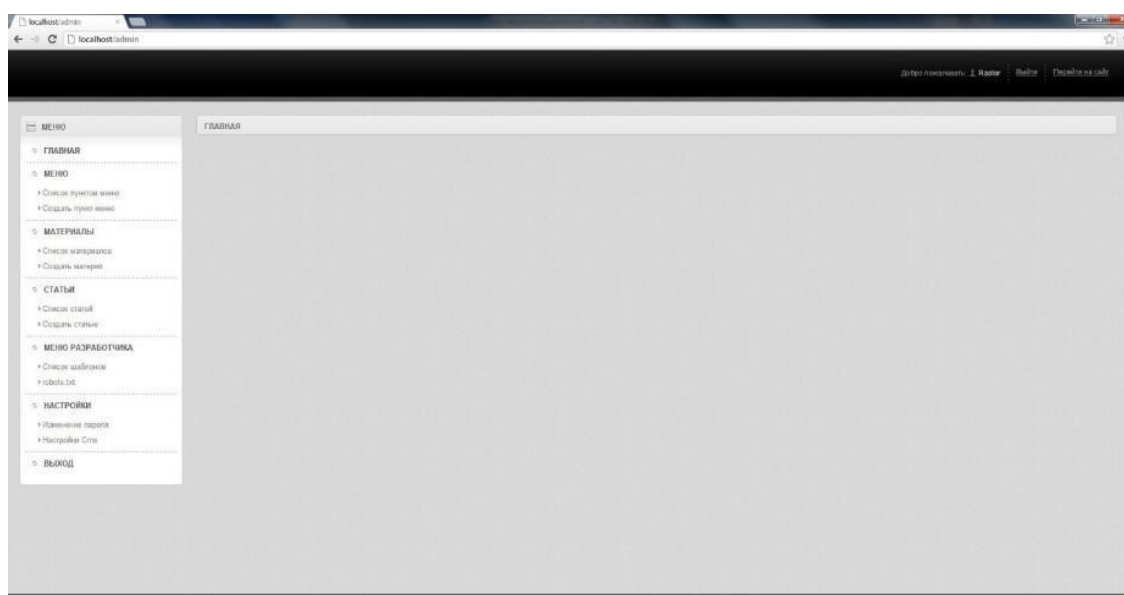 localhost/admin
localhost/admin
Добро пожаловать, Rastor Выйти Перейти на сайт
МЕНЮ
ГЛАВНАЯ
ГЛАВНАЯ
МЕНЮ
Список пунктов меню
Создать пункт меню
МАТЕРИАЛЫ
Список материалов
Создать материал
СТАТЬИ
Список статей
Создать статью
МЕНЮ РАЗРАБОТЧИКА
Список шаблонов
robots.txt
НАСТРОЙКИ
Изменение пароля
Настройки Cms
ВЫХОД